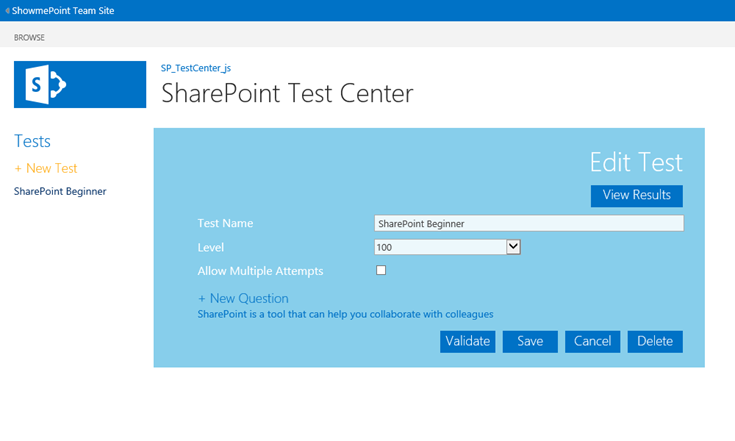 ShowmePoint Team Site
BROWSE
S
SP_TestCenter_js
SharePoint Test Center
Tests
+ New Test
SharePoint Beginner
Edit Test
View Results
Test Name SharePoint Beginner
Level 100
Allow Multiple Attempts
+ New Question
SharePoint is a tool that can help you collaborate with colleagues
Validate Save Cancel Delete